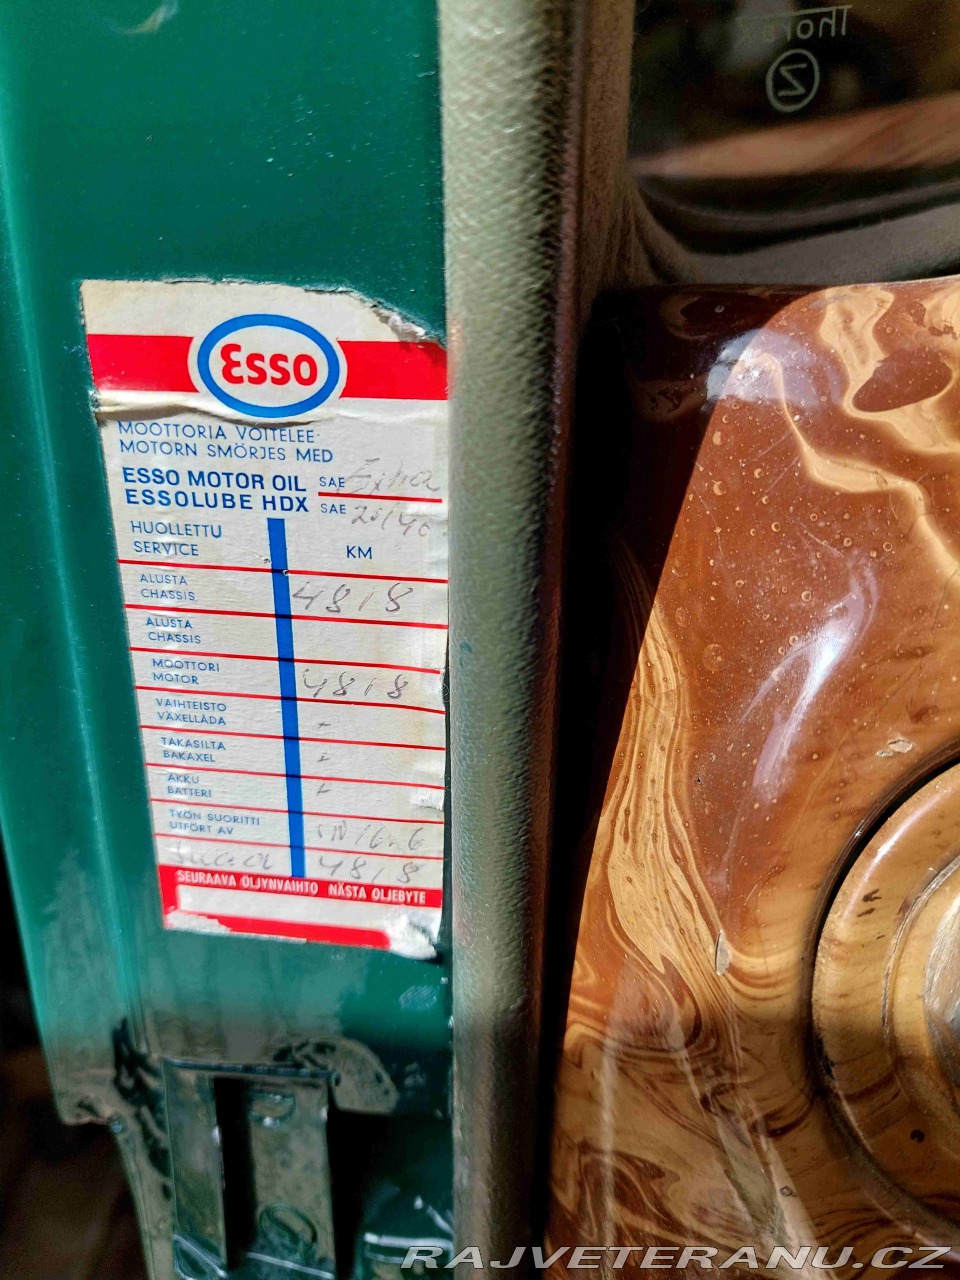 Thorax
Z
Esso
MOOTTORIA VOITELEE
MOTORN SMÖRJES MED
ESSO MOTOR OIL SAE Extra
ESSOLUBE HDX SAE 20/40
HUOLLETTU
SERVICE KM
ALUSTA
CHASSIS 4818
ALUSTA
CHASSIS
MOOTTORI
MOTOR 4818
VAIHTEISTO
VÄXELLÅDA
TAKASILTA
BAKAXEL
AKKU
BATTERI
TYÖN SUORITTI
UTFÖRT AV
4818
SEURAAVA ÖLJYNVAIHTO NÄSTA OLJEBYTE
RAJVETERANU.CZ